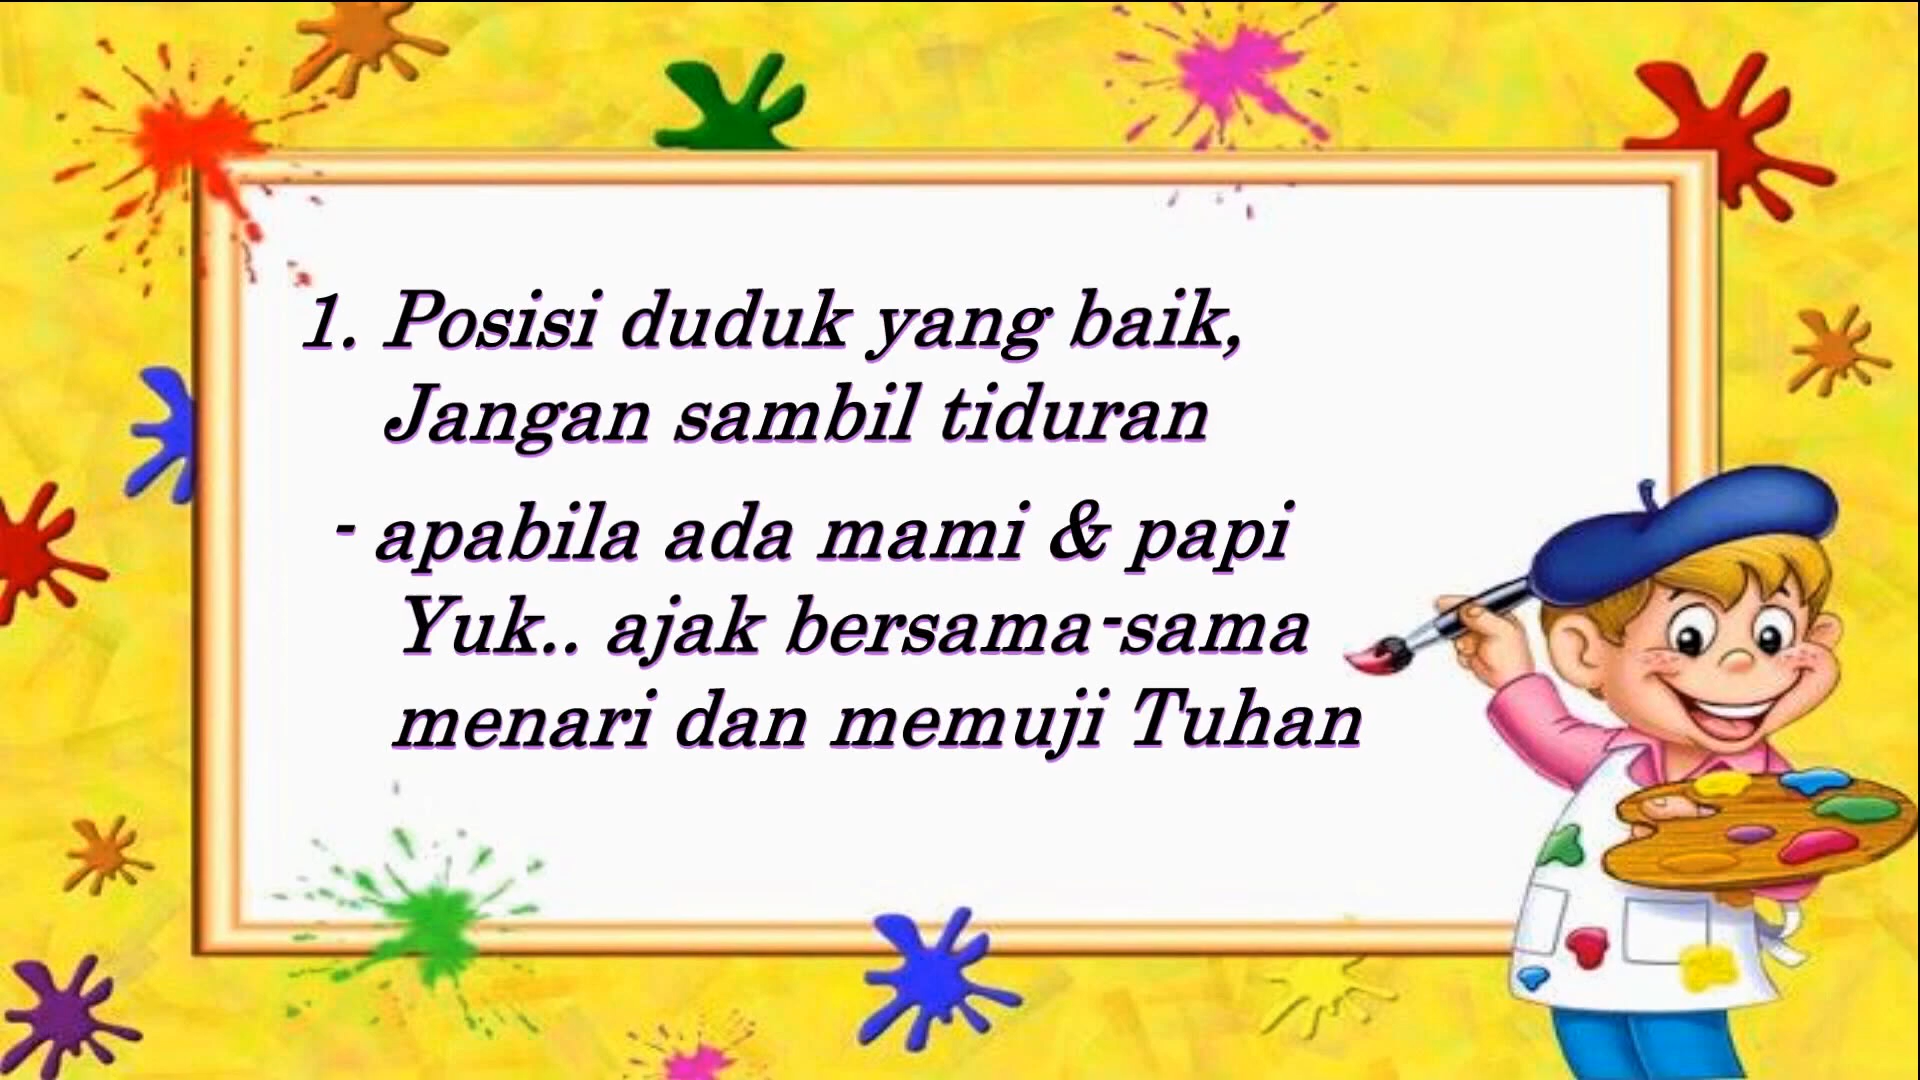 1. Posisi duduk yang baik,
Jangan sambil tiduran
- apabila ada mami & papi
Yuk.. ajak bersama-sama
menari dan memuji Tuhan